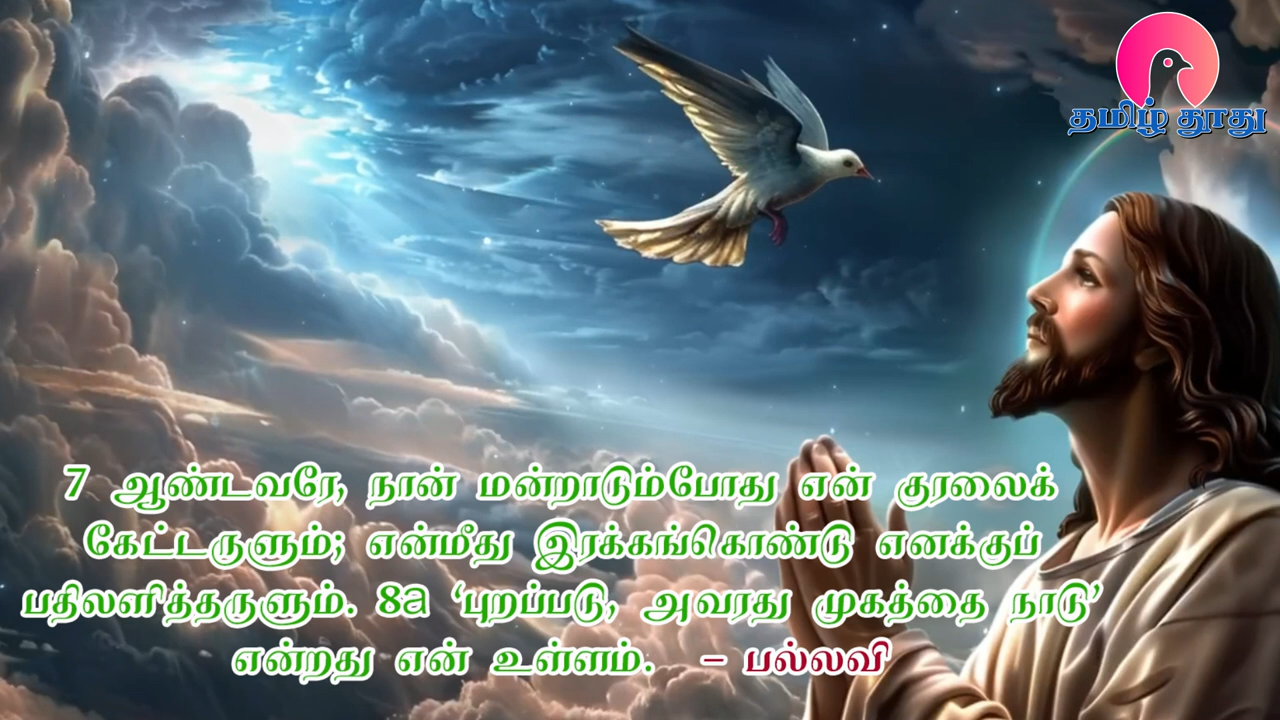 தமிழ் தூது
7 ஆண்டவரே, நான் மன்றாடும்போது என் குரலைக்
கேட்டருளும்; என்மீது இரக்கங்கொண்டு எனக்குப்
பதிலளித்தருளும். 8a ‘புறப்படு, அவரது முகத்தை நாடு’
என்றது என் உள்ளம். – பல்லவி